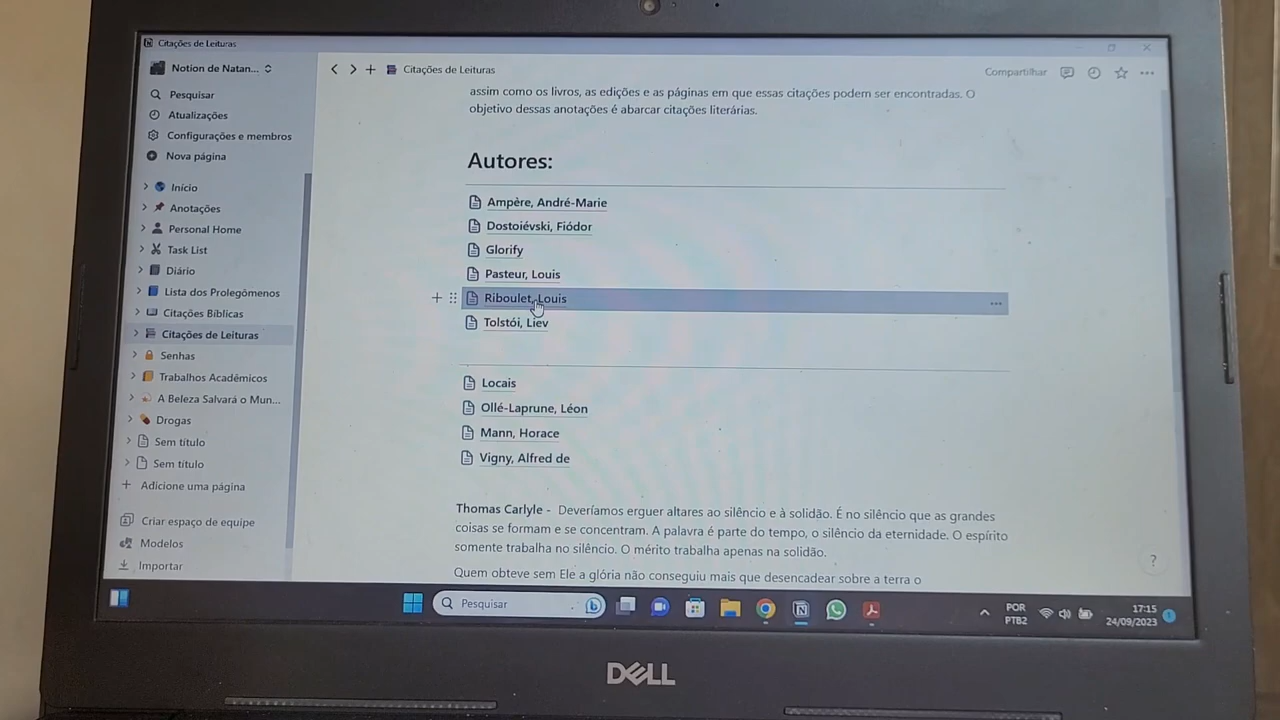 Citações de Leituras
Notion de Natan...
Citações de Leituras
Compartilhar
Pesquisar
Atualizações
Configurações e membros
Nova página
Início
Anotações
Personal Home
Task List
Diário
Lista dos Prolegômenos
Citações Bíblicas
Citações de Leituras
Senhas
Trabalhos Acadêmicos
A Beleza Salvará o Mun...
Drogas
Sem título
Sem título
Adicione uma página
Criar espaço de equipe
Modelos
Importar
assim como os livros, as edições e as páginas em que essas citações podem ser encontradas. O
objetivo dessas anotações é abarcar citações literárias.
Autores:
Ampère, André-Marie
Dostoiévski, Fiódor
Glorify
Pasteur, Louis
Riboulet, Louis
Tolstói, Liev
Locais
Ollé-Laprune, Léon
Mann, Horace
Vigny, Alfred de
Thomas Carlyle - Deveríamos erguer altares ao silêncio e à solidão. É no silêncio que as grandes
coisas se formam e se concentram. A palavra é parte do tempo, o silêncio da eternidade. O espírito
somente trabalha no silêncio. O mérito trabalha apenas na solidão.
Quem obteve sem Ele a glória não conseguiu mais que desencadear sobre a terra o
?
Pesquisar
POR
PTB2
17:15
24/09/2023
1
DELL